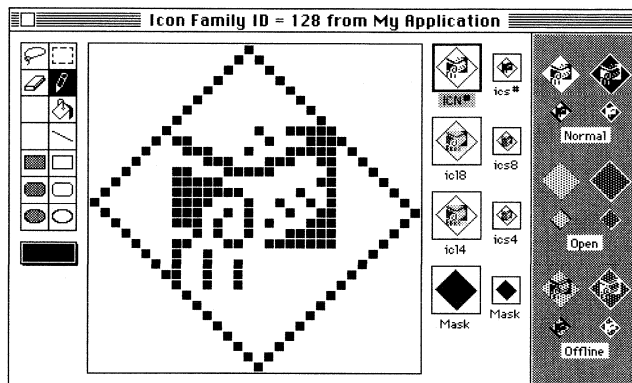 Icon Family ID = 128 from My Application
ICN#
ics#
icl8
ics8
icl4
ics4
Mask
Mask
Normal
Open
Offline